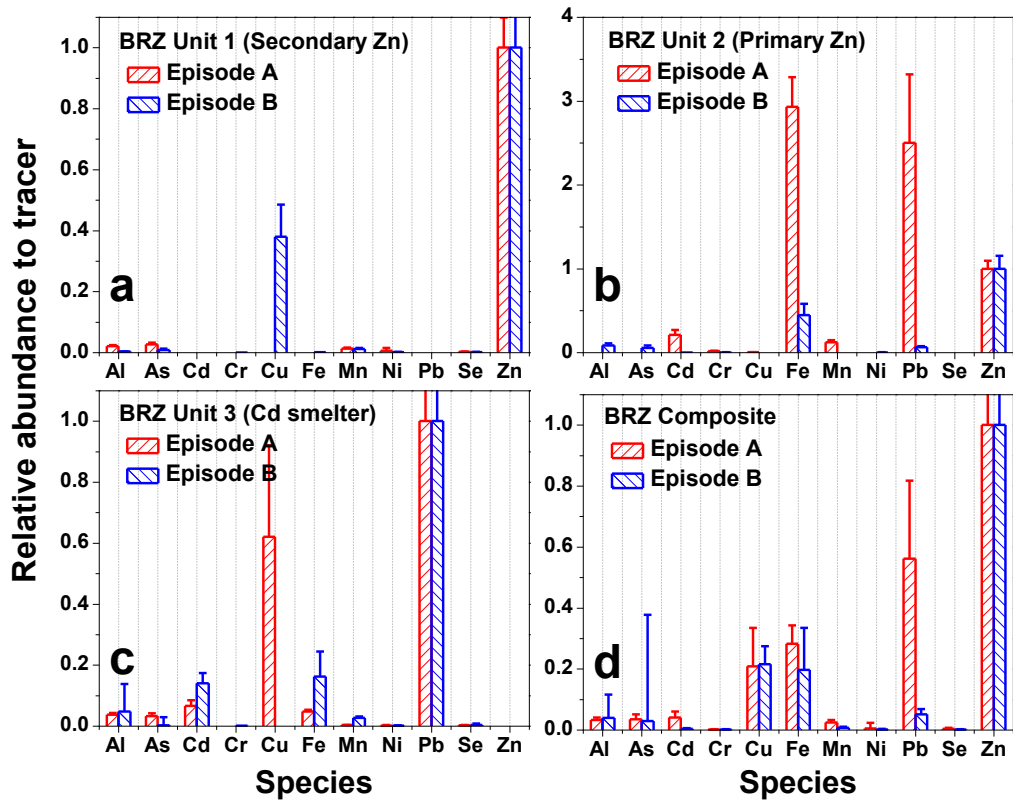 Relative abundance to tracer
BRZ Unit 1 (Secondary Zn)
Episode A
Episode B
1.0
0.8
0.6
0.4
0.2
0.0
a
Al As Cd Cr Cu Fe Mn Ni Pb Se Zn
BRZ Unit 2 (Primary Zn)
Episode A
Episode B
4
3
2
1
0
b
Al As Cd Cr Cu Fe Mn Ni Pb Se Zn
BRZ Unit 3 (Cd smelter)
Episode A
Episode B
1.0
0.8
0.6
0.4
0.2
0.0
c
Al As Cd Cr Cu Fe Mn Ni Pb Se Zn
Species
BRZ Composite
Episode A
Episode B
1.0
0.8
0.6
0.4
0.2
0.0
d
Al As Cd Cr Cu Fe Mn Ni Pb Se Zn
Species